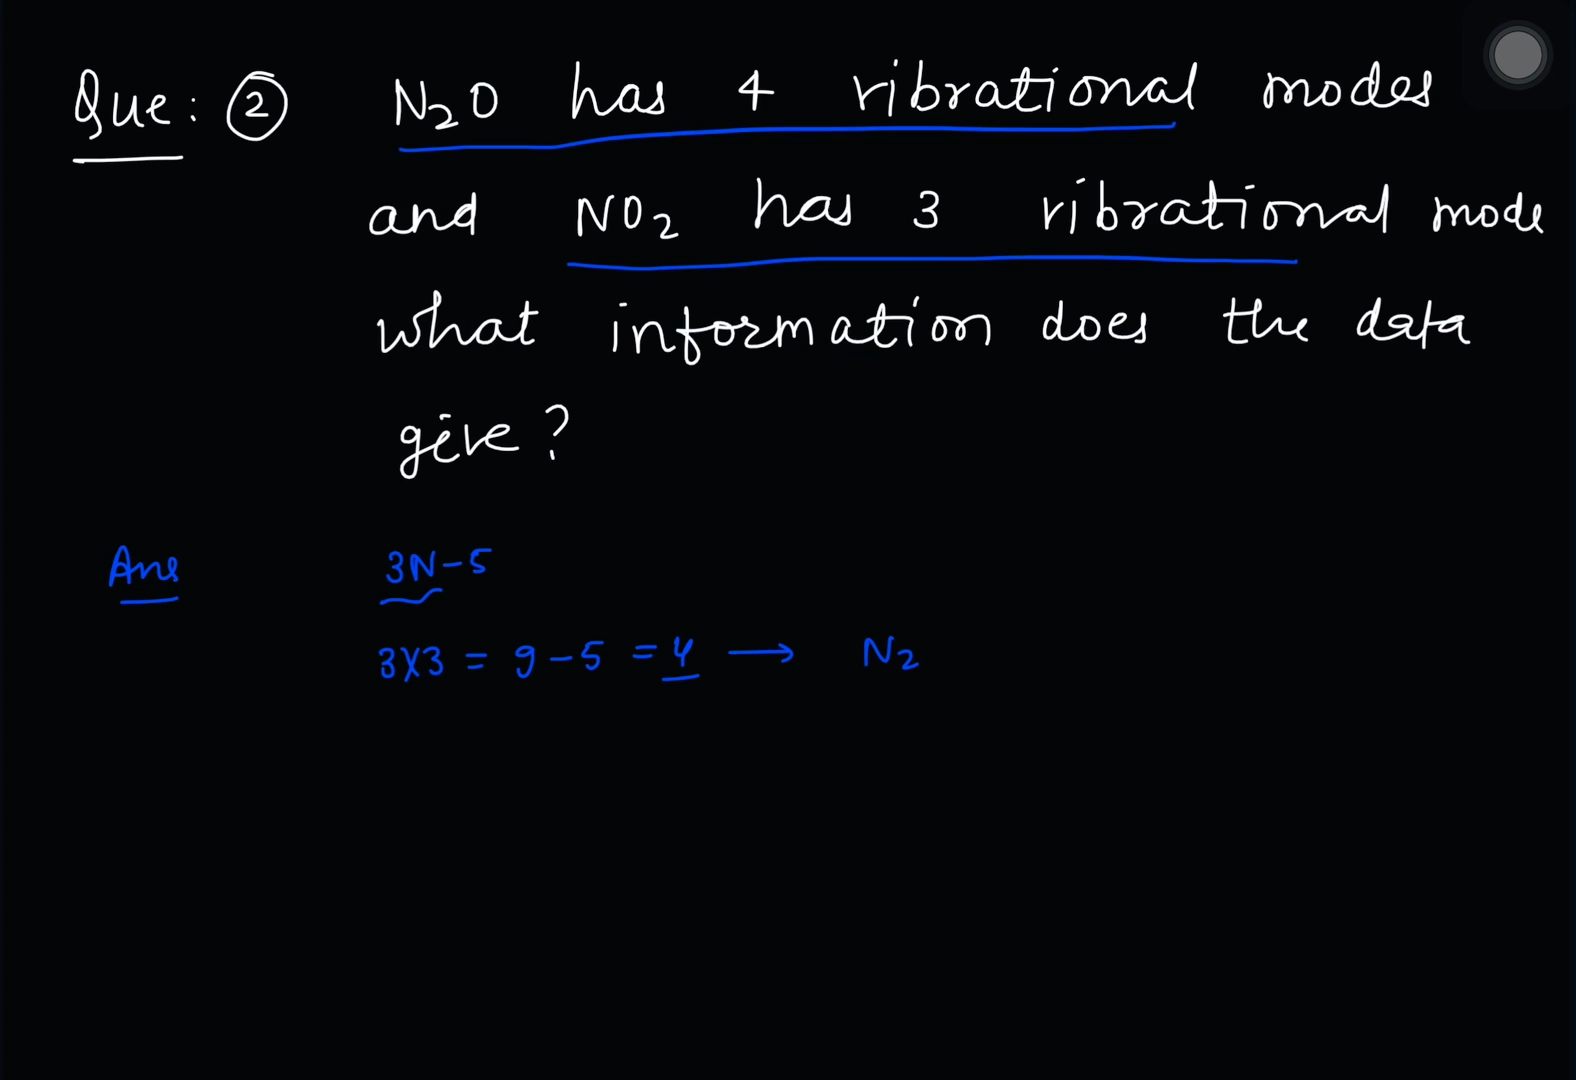 Que: ② N₂O has 4 vibrational modes
and NO₂ has 3 vibrational mode
what information does the data
give?
Ans 3N-5
3x3 = 9-5 = 4 → N₂